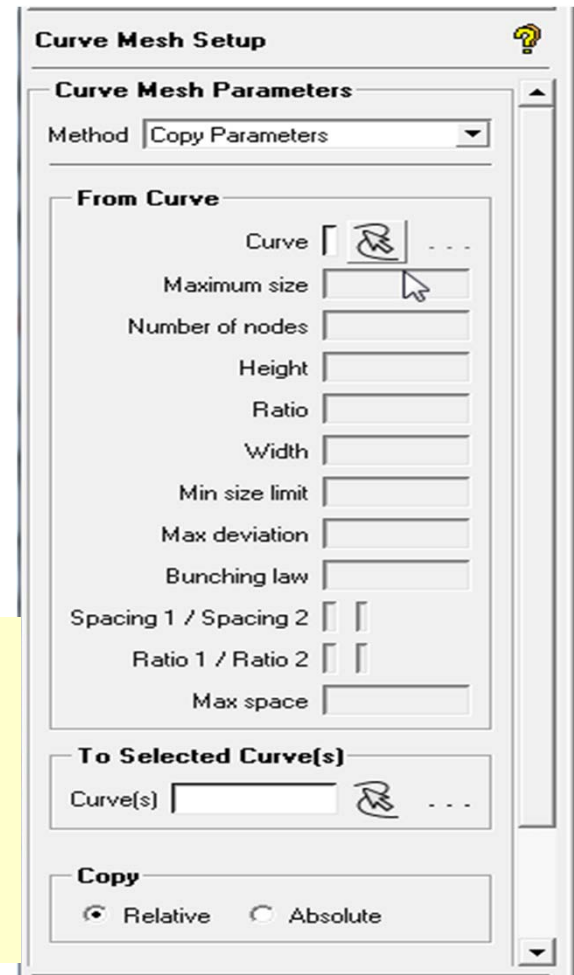 Curve Mesh Setup
Curve Mesh Parameters
Method Copy Parameters
From Curve
Curve ...
Maximum size
Number of nodes
Height
Ratio
Width
Min size limit
Max deviation
Bunching law
Spacing 1 / Spacing 2
Ratio 1 / Ratio 2
Max space
To Selected Curve(s)
Curve(s) ...
Copy
Relative Absolute